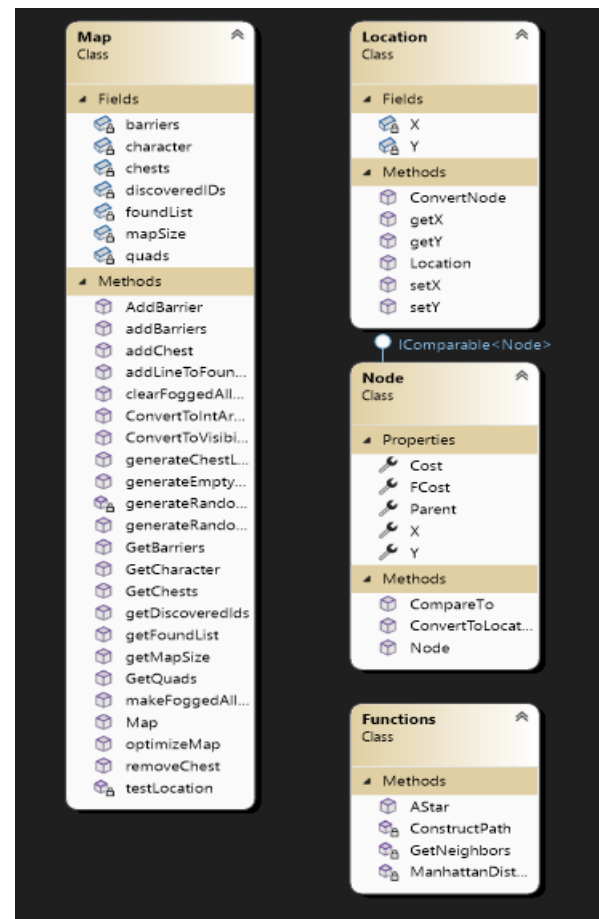 Map
Class
Fields
barriers
character
chests
discoveredIDs
foundList
mapSize
quads
Methods
AddBarrier
addBarriers
addChest
addLineToFoun...
clearFoggedAll...
ConvertToIntAr...
ConvertToVisibi...
generateChestL...
generateEmpty...
generateRando...
generateRando...
GetBarriers
GetCharacter
GetChests
getDiscoveredIds
getFoundList
getMapSize
GetQuads
makeFoggedAll...
Map
optimizeMap
removeChest
testLocation
Location
Class
Fields
X
Y
Methods
ConvertNode
getX
getY
Location
setX
setY
IComparable<Node>
Node
Class
Properties
Cost
FCost
Parent
X
Y
Methods
CompareTo
ConvertToLocat...
Node
Functions
Class
Methods
AStar
ConstructPath
GetNeighbors
ManhattanDist...